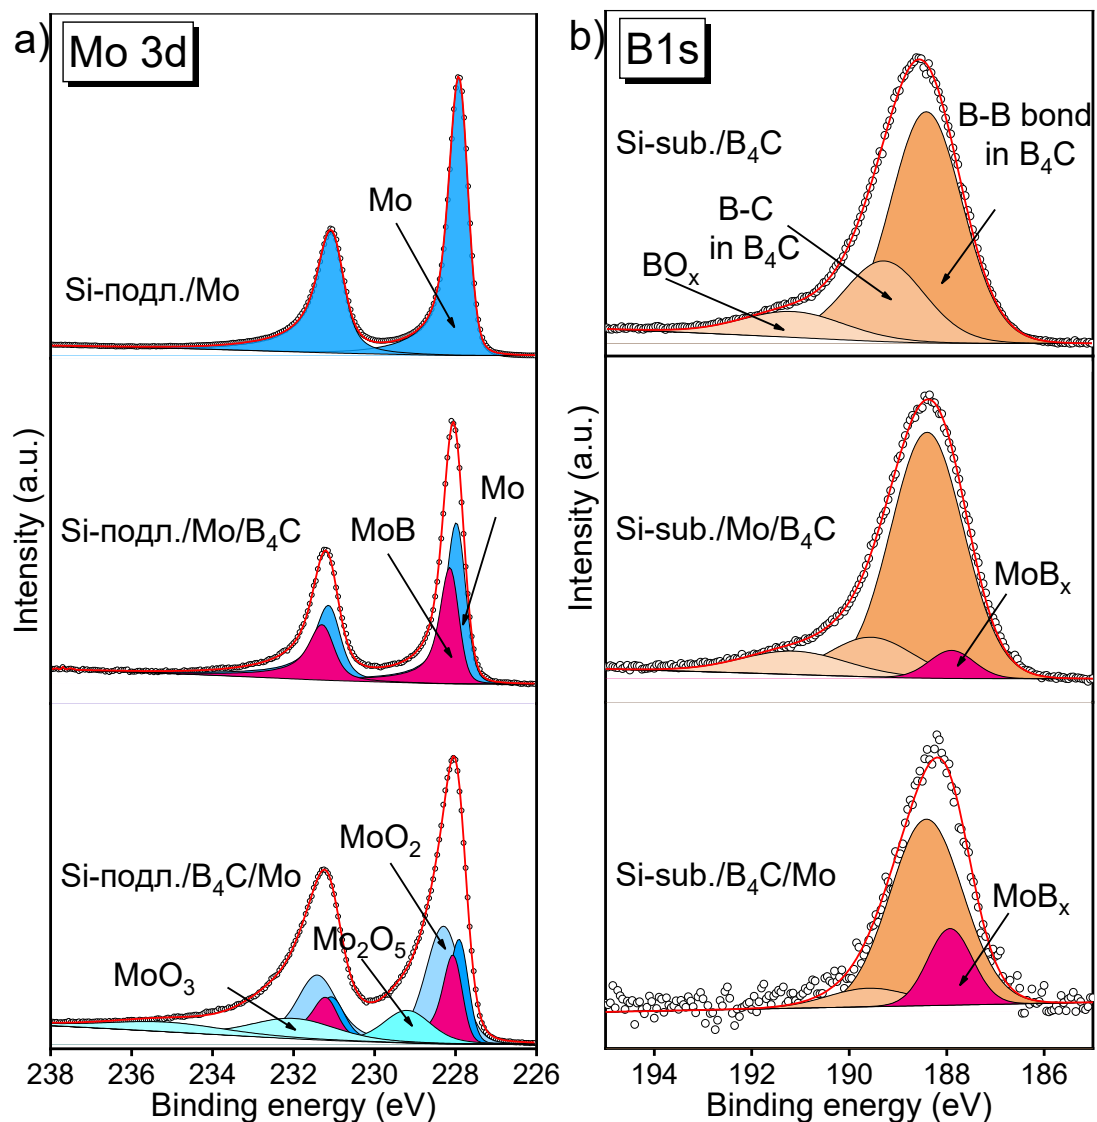 a)
Mo 3d
Mo
Si-подл./Mo
Si-подл./Mo/B₄C
MoB
Mo
Si-подл./B₄C/Mo
MoO₂
Mo₂O₅
MoO₃
Intensity (a.u.)
238 236 234 232 230 228 226
Binding energy (eV)
b)
B1s
Si-sub./B₄C
B-B bond
in B₄C
B-C
in B₄C
BOₓ
Si-sub./Mo/B₄C
MoBₓ
Si-sub./B₄C/Mo
MoBₓ
Intensity (a.u.)
194 192 190 188 186
Binding energy (eV)